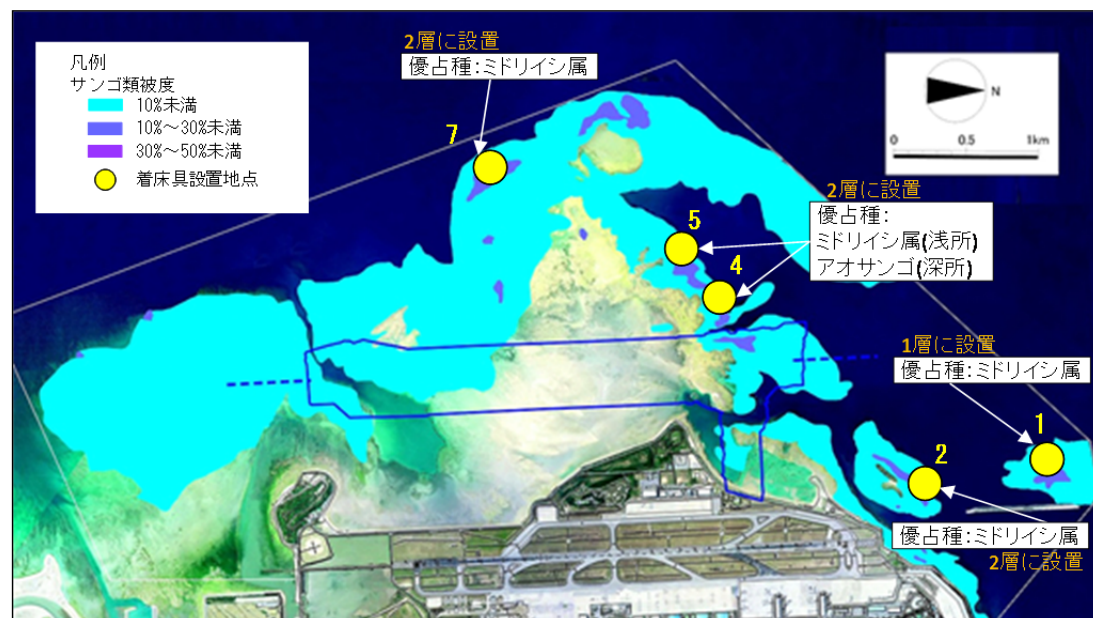 凡例
サンゴ類被度
10%未満
10%~30%未満
30%~50%未満
着床具設置地点
2層に設置
優占種:ミドリイシ属
7
N
0 0.5 1km
2層に設置
優占種:
ミドリイシ属(浅所)
アオサンゴ(深所)
5
4
1層に設置
優占種:ミドリイシ属
1
2
優占種:ミドリイシ属
2層に設置